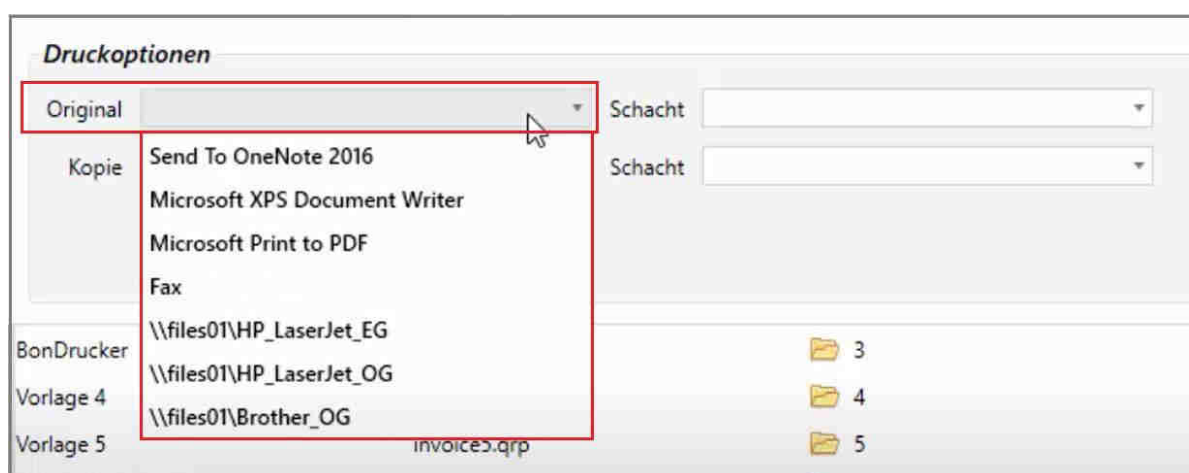 Druckoptionen
Original
Schacht
Kopie
Schacht
Send To OneNote 2016
Microsoft XPS Document Writer
Microsoft Print to PDF
Fax
\\files01\HP_LaserJet_EG
\\files01\HP_LaserJet_OG
\\files01\Brother_OG
BonDrucker 3
Vorlage 4 4
Vorlage 5 invoice5.qrp 5